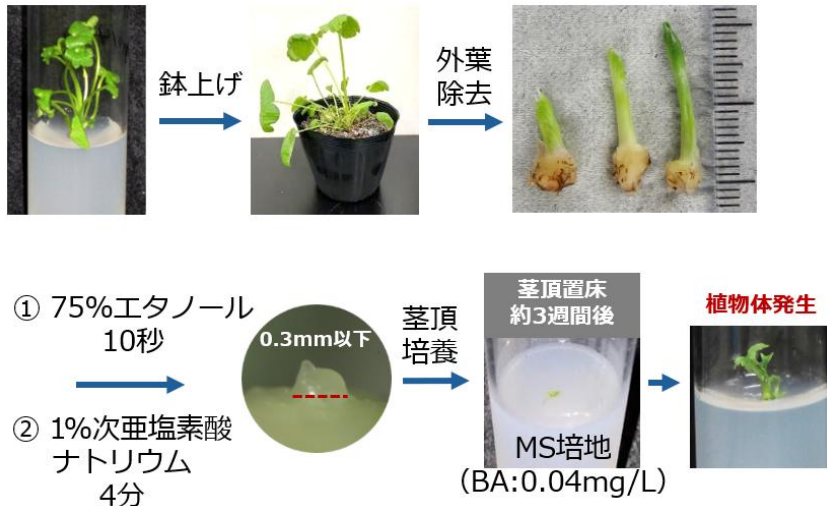 鉢上げ
外葉
除去
① 75%エタノール
10秒
② 1%次亜塩素酸
ナトリウム
4分
0.3mm以下
茎頂
培養
茎頂置床
約3週間後
MS培地
(BA:0.04mg/L)
植物体発生